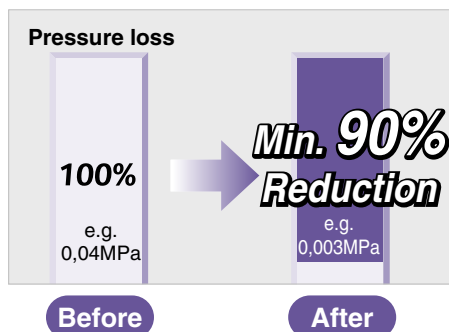 Pressure loss
100%
e.g.
0,04MPa
Before
Min. 90%
Reduction
e.g.
0,003MPa
After